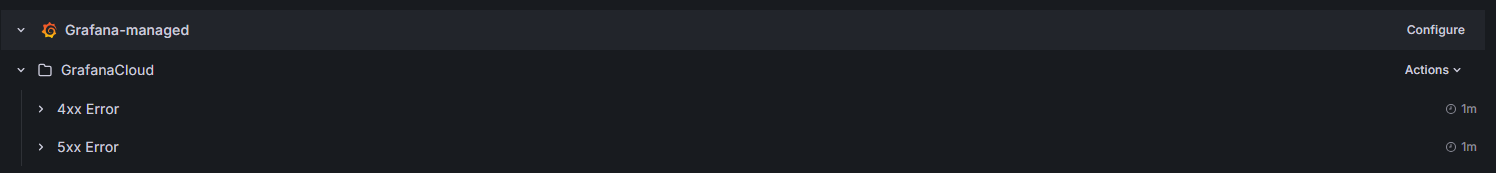 Grafana-managed Configure
GrafanaCloud Actions
4xx Error 1m
5xx Error 1m